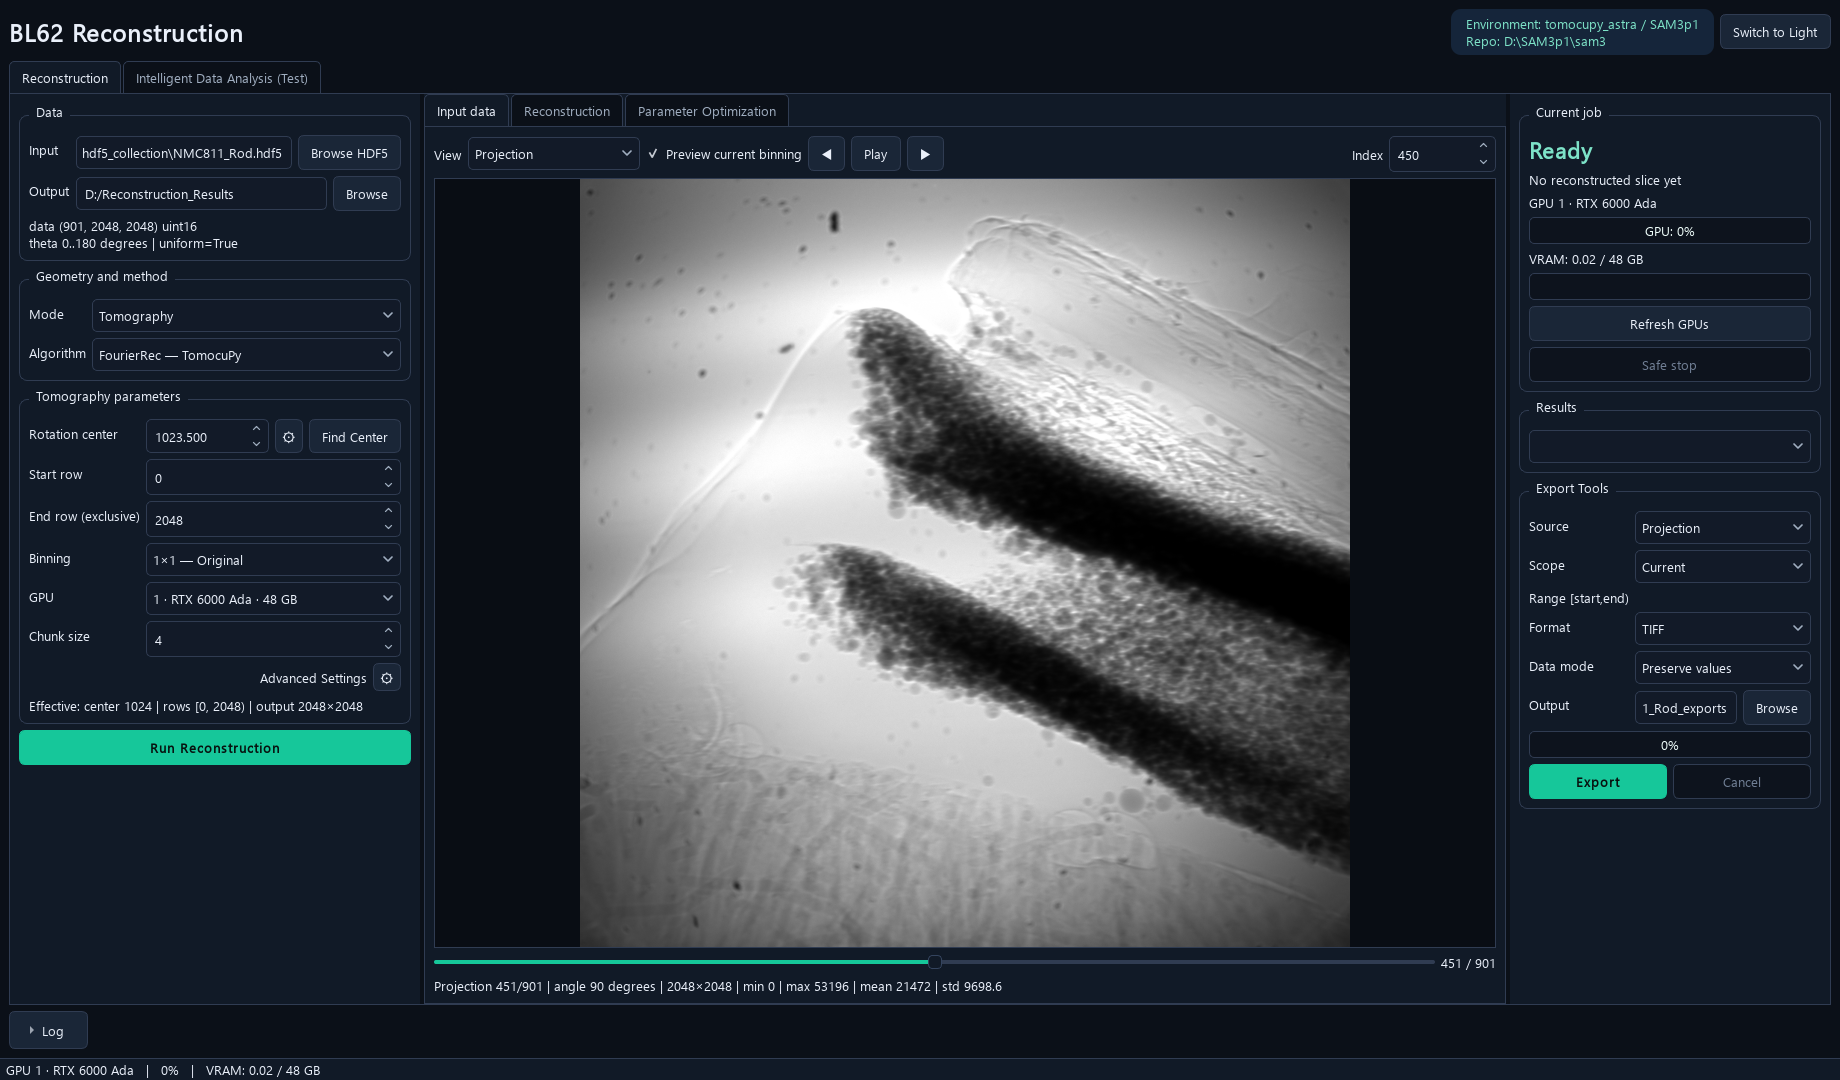 BL62 Reconstruction
Environment: tomocupy_astra / SAM3p1
Repo: D:\SAM3p1\sam3
Switch to Light
Reconstruction
Intelligent Data Analysis (Test)
Data
Input
hdf5_collection\NMC811_Rod.hdf5
Browse HDF5
Output
D:/Reconstruction_Results
Browse
data (901, 2048, 2048) uint16
theta 0..180 degrees | uniform=True
Geometry and method
Mode
Tomography
Algorithm
FourierRec — TomocuPy
Tomography parameters
Rotation center
1023.500
Find Center
Start row
0
End row (exclusive)
2048
Binning
1×1 — Original
GPU
1 · RTX 6000 Ada · 48 GB
Chunk size
4
Advanced Settings
Effective: center 1024 | rows [0, 2048) | output 2048×2048
Run Reconstruction
Input data
Reconstruction
Parameter Optimization
View
Projection
Preview current binning
Play
Index
450
451 / 901
Projection 451/901 | angle 90 degrees | 2048×2048 | min 0 | max 53196 | mean 21472 | std 9698.6
Current job
Ready
No reconstructed slice yet
GPU 1 · RTX 6000 Ada
GPU: 0%
VRAM: 0.02 / 48 GB
Refresh GPUs
Safe stop
Results
Export Tools
Source
Projection
Scope
Current
Range [start,end)
Format
TIFF
Data mode
Preserve values
Output
1_Rod_exports
Browse
0%
Export
Cancel
Log
GPU 1 · RTX 6000 Ada | 0% | VRAM: 0.02 / 48 GB